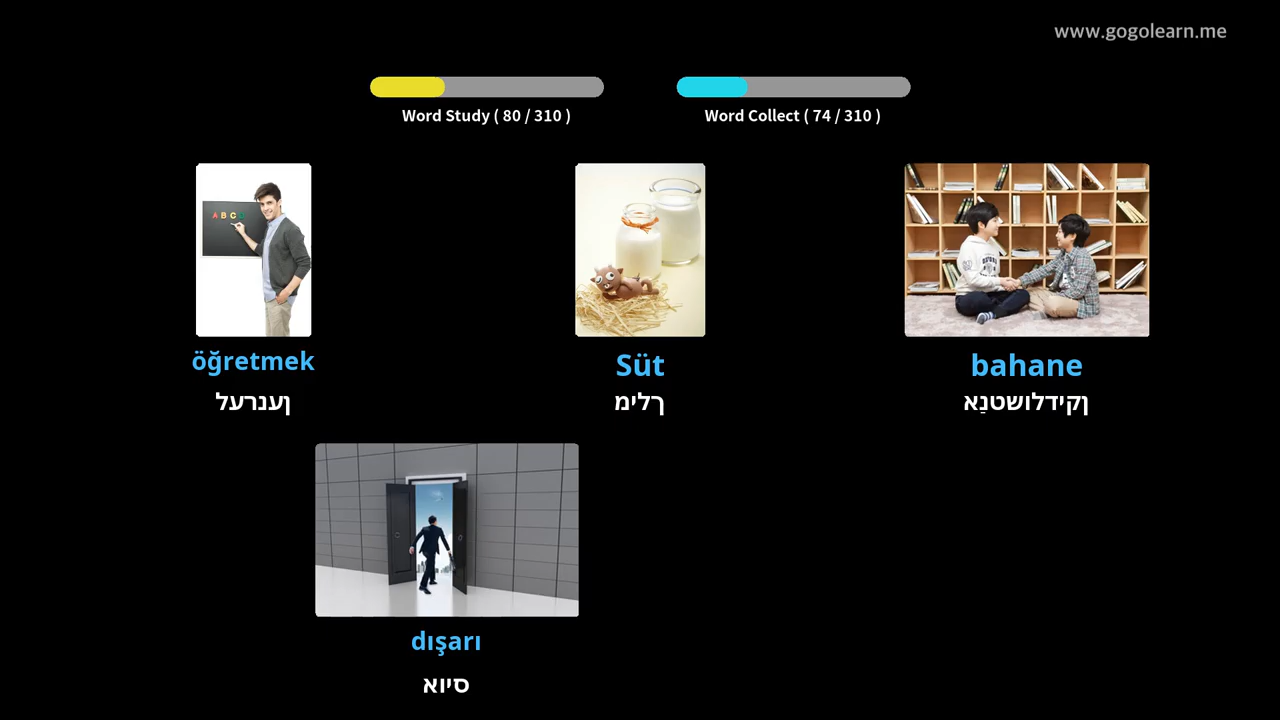 www.gogolearn.me
Word Study ( 80 / 310 )
Word Collect ( 74 / 310 )
öğretmek
ןענרעל
Süt
ךלימ
bahane
ןקידלושטנַא
dışarı
סיוא